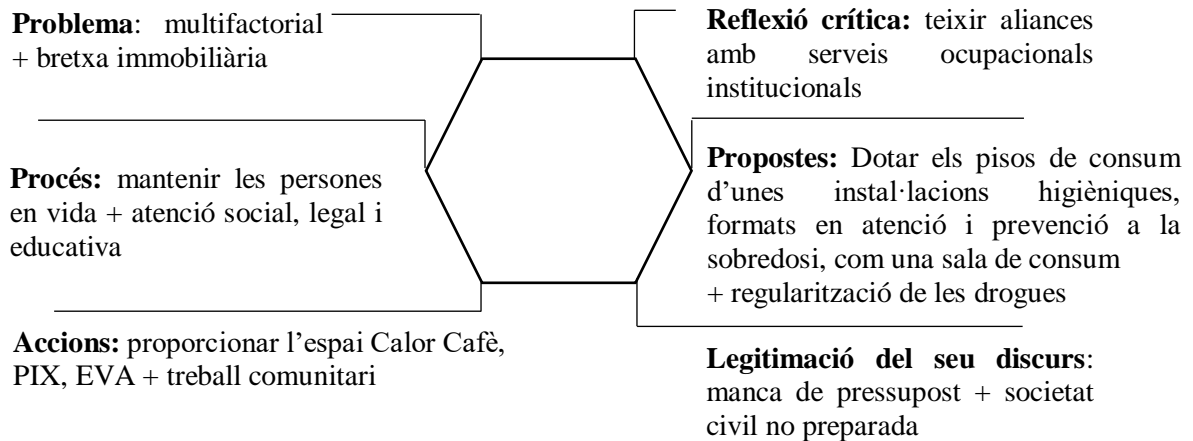 Problema: multifactorial
+ bretxa immobiliària
Procés: mantenir les persones
en vida + atenció social, legal i
educativa
Accions: proporcionar l’espai Calor Cafè,
PIX, EVA + treball comunitari
Reflexió crítica: teixir aliances
amb serveis ocupacionals
institucionals
Propostes: Dotar els pisos de consum
d’unes instal·lacions higièniques,
formats en atenció i prevenció a la
sobredosi, com una sala de consum
+ regularització de les drogues
Legitimació del seu discurs:
manca de pressupost + societat
civil no preparada